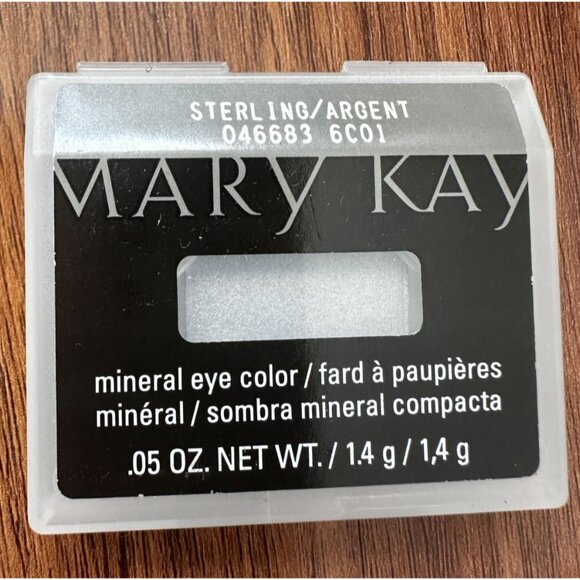 STERLING/ARGENT
046683 6C01
MARY KAY
mineral eye color / fard à paupières
minéral / sombra mineral compacta
.05 OZ. NET WT. / 1.4 g / 1,4 g